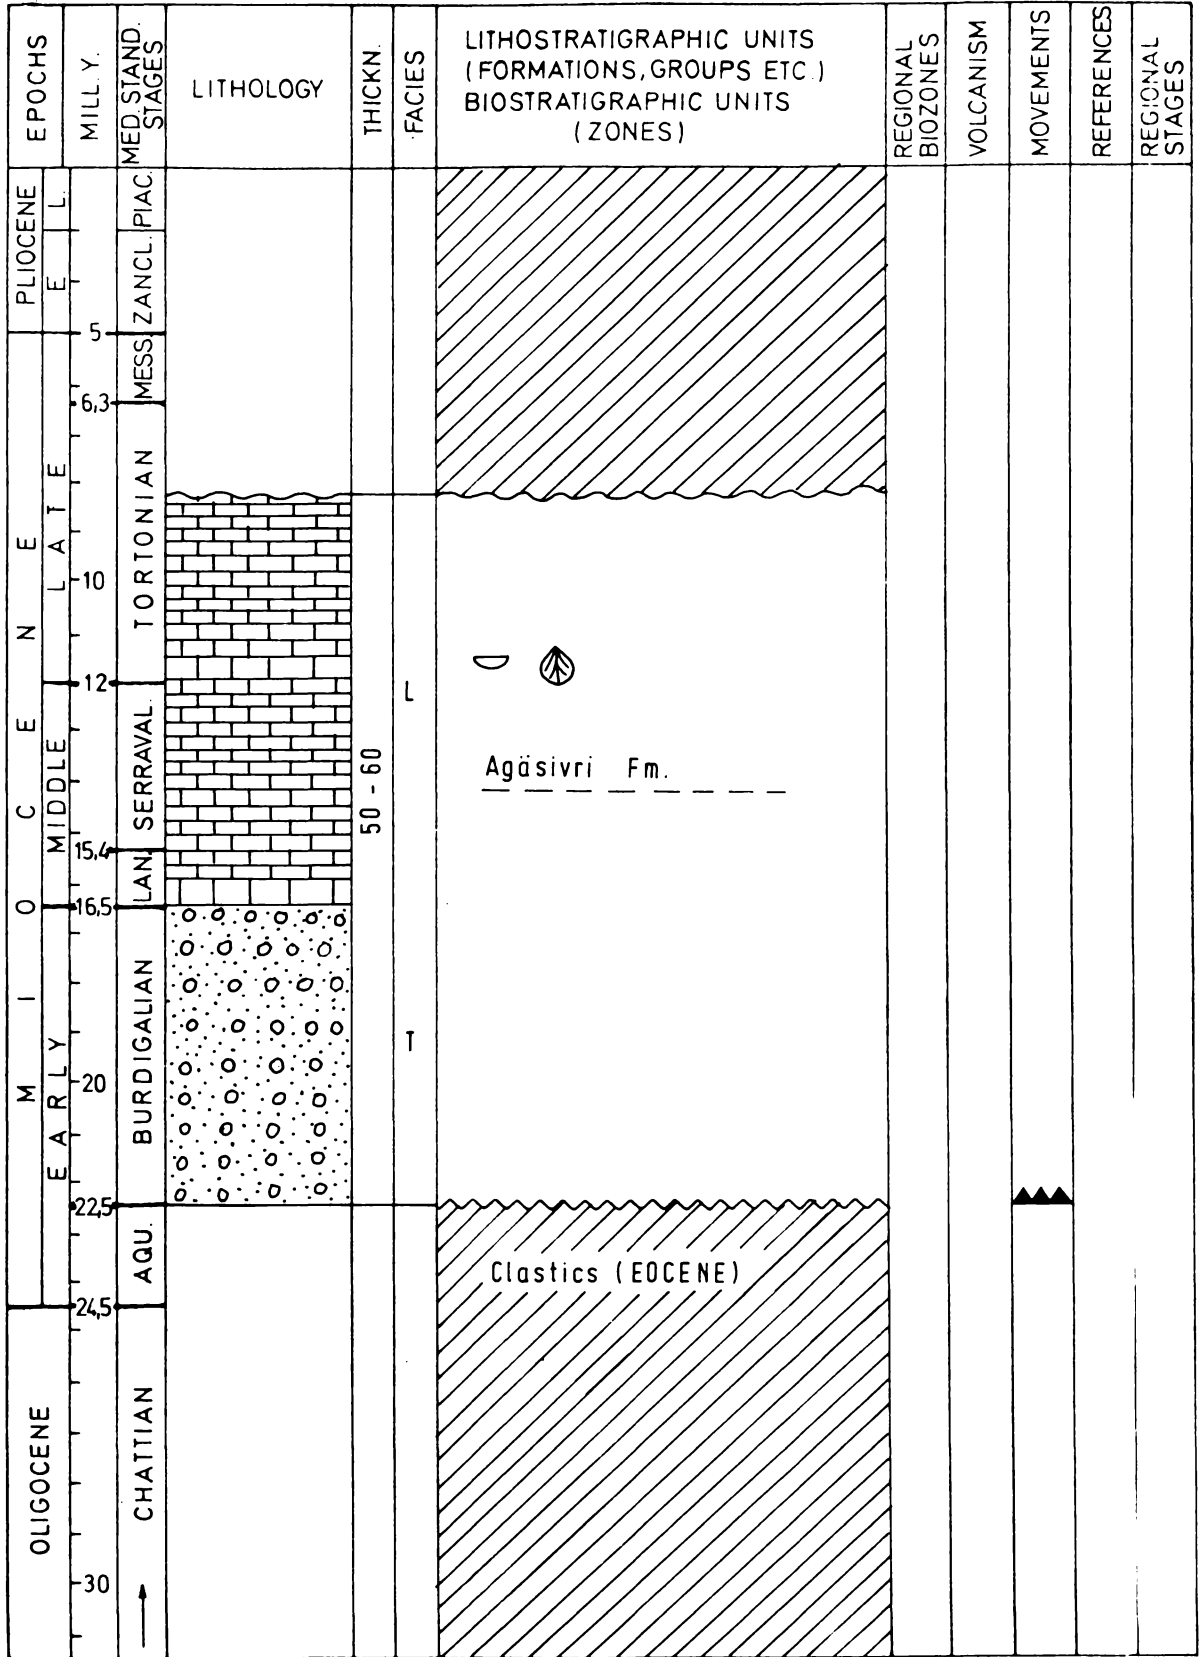 EPOCHS
MILL. Y.
MED. STAND. STAGES
LITHOLOGY
THICKN.
FACIES
LITHOSTRATIGRAPHIC UNITS
(FORMATIONS, GROUPS ETC.)
BIOSTRATIGRAPHIC UNITS
(ZONES)
REGIONAL BIOZONES
VOLCANISM
MOVEMENTS
REFERENCES
REGIONAL STAGES
PLIOCENE
L.
E
PIAC.
ZANCL.
5
MESS.
6,3
MIOCENE
LATE
TORTONIAN
10
12
MIDDLE
SERRAVAL.
15,4
LAN.
16,5
EARLY
BURDIGALIAN
20
22,5
AQU.
24,5
OLIGOCENE
CHATTIAN
30
50 - 60
L
T
Agäsivri Fm.
Clastics (EOCENE)